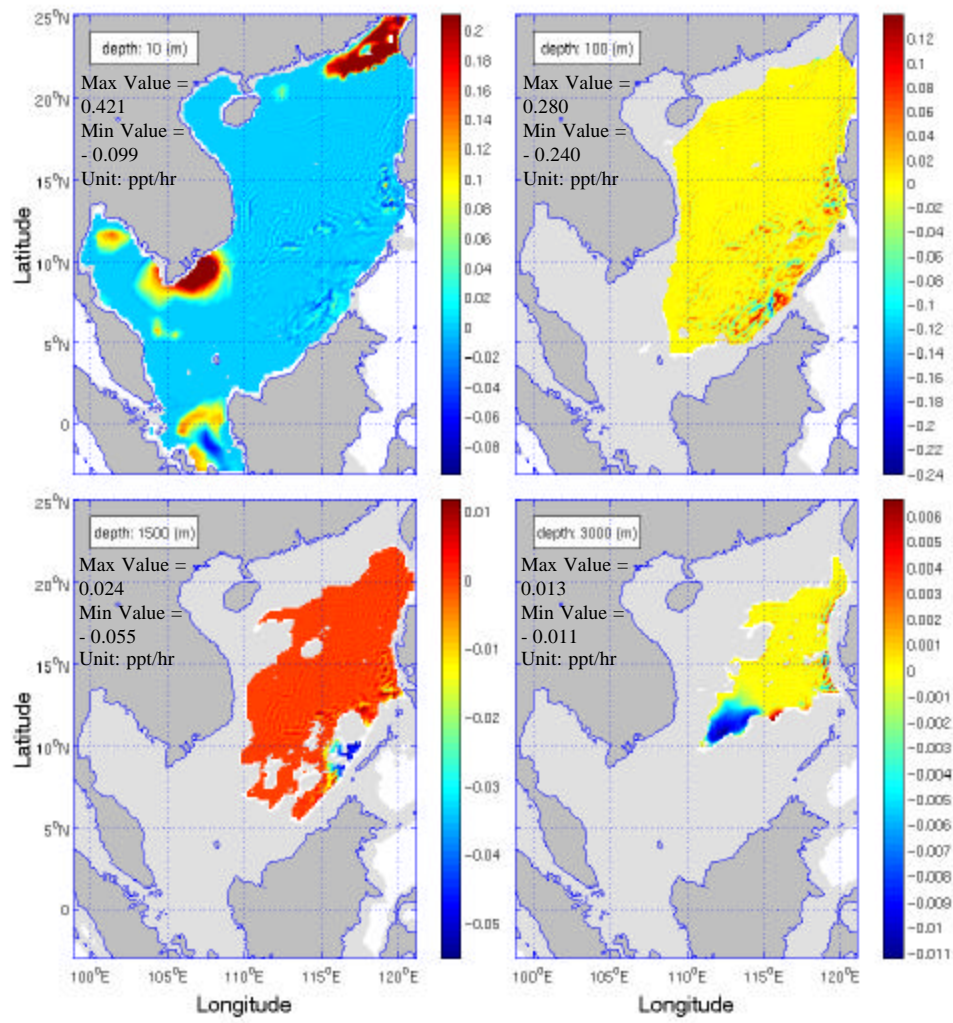 depth: 10 (m)
Max Value =
0.421
Min Value =
- 0.099
Unit: ppt/hr
25°N
20°N
15°N
10°N
5°N
0
Latitude
0.2
0.18
0.16
0.14
0.12
0.1
0.08
0.06
0.04
0.02
0
-0.02
-0.04
-0.06
-0.08
depth: 100 (m)
Max Value =
0.280
Min Value =
- 0.240
Unit: ppt/hr
0.12
0.1
0.08
0.06
0.04
0.02
0
-0.02
-0.04
-0.06
-0.08
-0.1
-0.12
-0.14
-0.16
-0.18
-0.2
-0.22
-0.24
depth: 1500 (m)
Max Value =
0.024
Min Value =
- 0.055
Unit: ppt/hr
25°N
20°N
15°N
10°N
5°N
0
Latitude
100°E
105°E
110°E
115°E
120°E
Longitude
0.01
0
-0.01
-0.02
-0.03
-0.04
-0.05
depth: 3000 (m)
Max Value =
0.013
Min Value =
- 0.011
Unit: ppt/hr
100°E
105°E
110°E
115°E
120°E
Longitude
0.006
0.005
0.004
0.003
0.002
0.001
0
-0.001
-0.002
-0.003
-0.004
-0.005
-0.006
-0.007
-0.008
-0.009
-0.01
-0.011